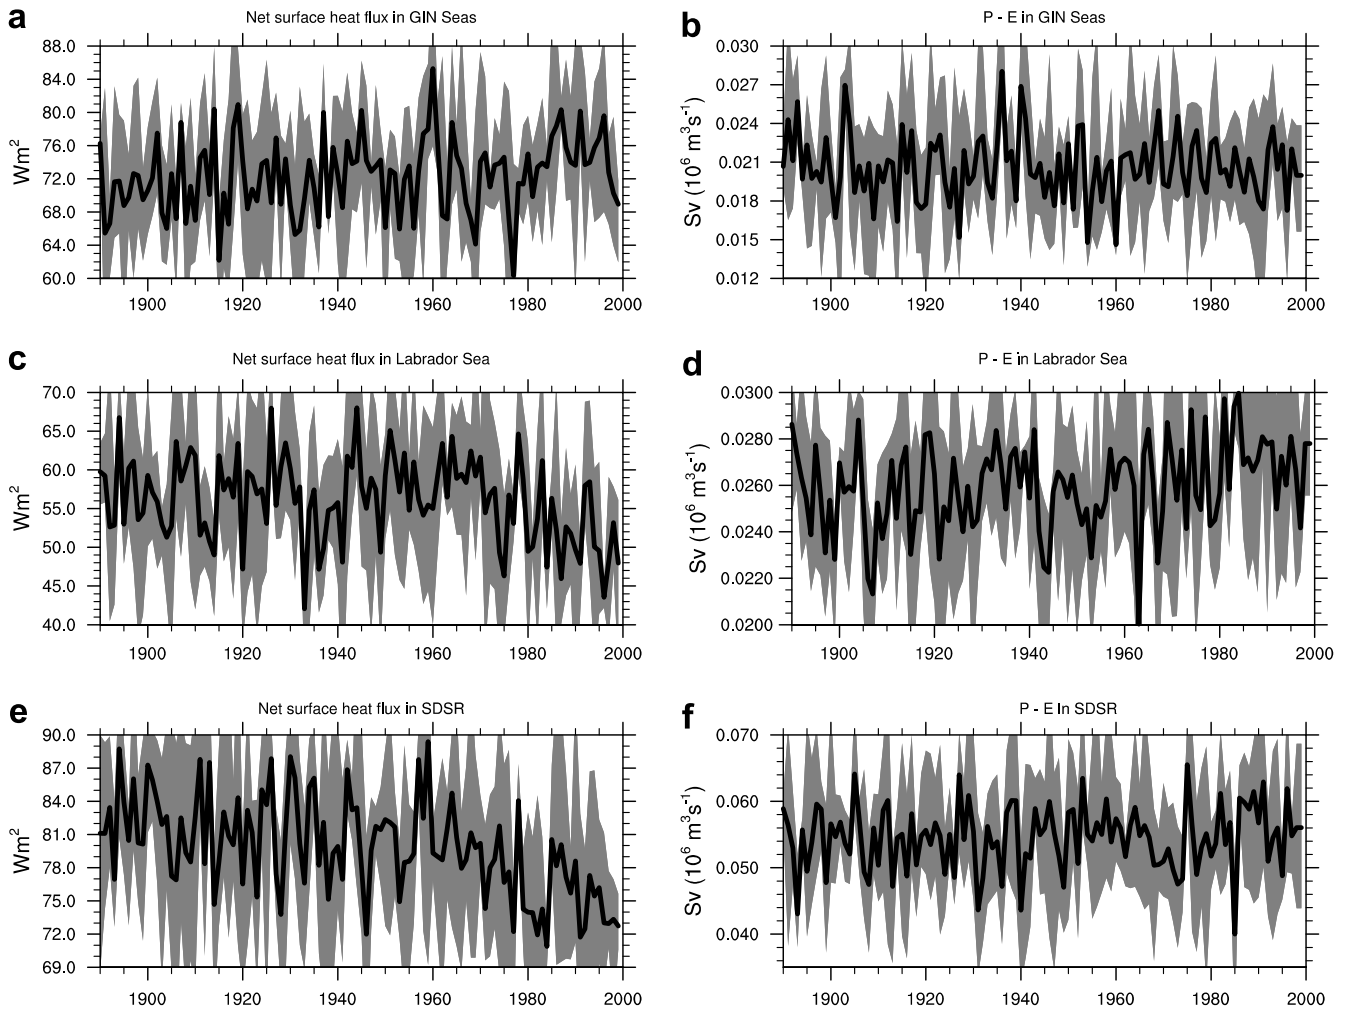 a
Net surface heat flux in GIN Seas
Wm²
88.0
84.0
80.0
76.0
72.0
68.0
64.0
60.0
1900 1920 1940 1960 1980 2000
b
P - E in GIN Seas
Sv (10⁶ m³s⁻¹)
0.030
0.027
0.024
0.021
0.018
0.015
0.012
1900 1920 1940 1960 1980 2000
c
Net surface heat flux in Labrador Sea
Wm²
70.0
65.0
60.0
55.0
50.0
45.0
40.0
1900 1920 1940 1960 1980 2000
d
P - E in Labrador Sea
Sv (10⁶ m³s⁻¹)
0.0300
0.0280
0.0260
0.0240
0.0220
0.0200
1900 1920 1940 1960 1980 2000
e
Net surface heat flux in SDSR
Wm²
90.0
87.0
84.0
81.0
78.0
75.0
72.0
69.0
1900 1920 1940 1960 1980 2000
f
P - E In SDSR
Sv (10⁶ m³s⁻¹)
0.070
0.060
0.050
0.040
1900 1920 1940 1960 1980 2000